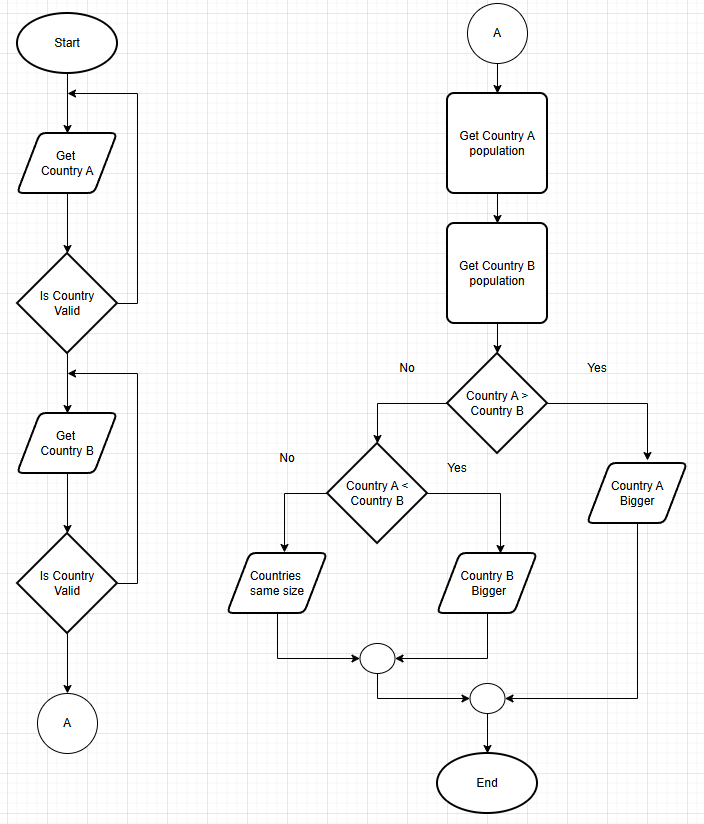 Start
Get
Country A
Is Country
Valid
Get
Country B
Is Country
Valid
A
A
Get Country A
population
Get Country B
population
No
Yes
Country A >
Country B
No
Yes
Country A <
Country B
Country A
Bigger
Countries
same size
Country B
Bigger
End